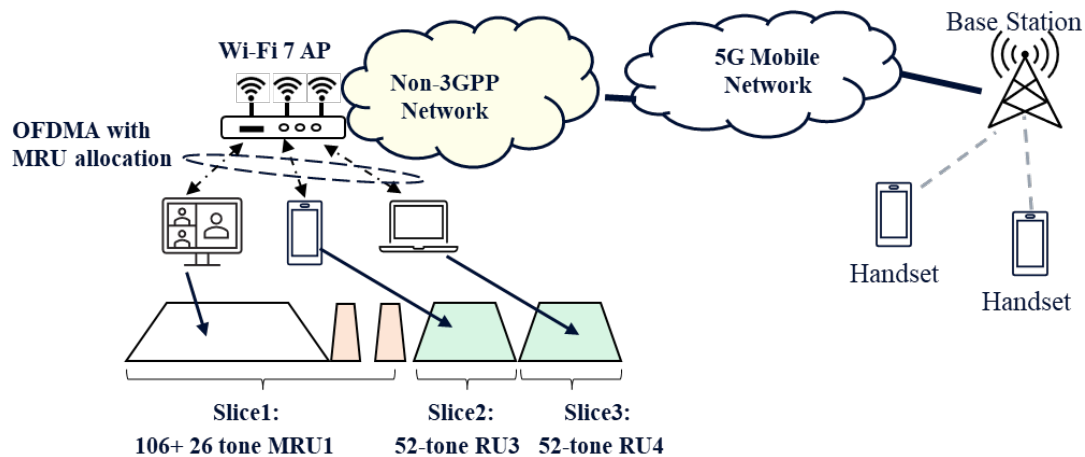 Base Station
Wi-Fi 7 AP
5G Mobile
Network
Non-3GPP
Network
OFDMA with
MRU allocation
Handset
Handset
Slice1:
106+ 26 tone MRU1
Slice2:
52-tone RU3
Slice3:
52-tone RU4